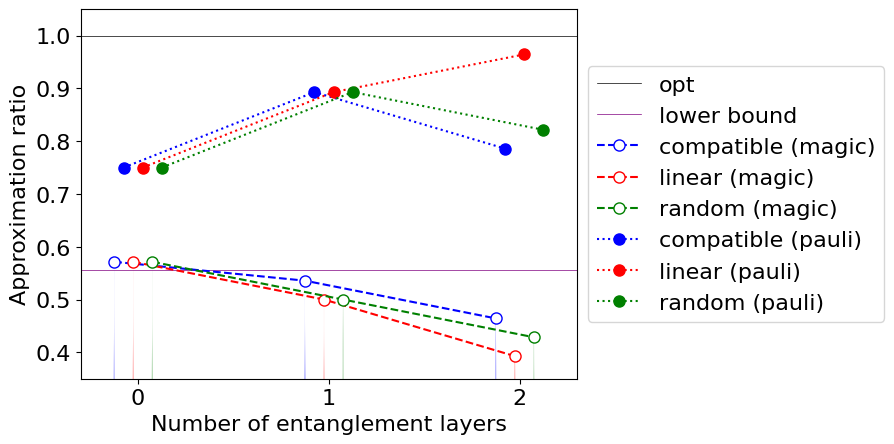 1.0
0.9
0.8
0.7
0.6
0.5
0.4
Approximation ratio
0 1 2
Number of entanglement layers
opt
lower bound
compatible (magic)
linear (magic)
random (magic)
compatible (pauli)
linear (pauli)
random (pauli)